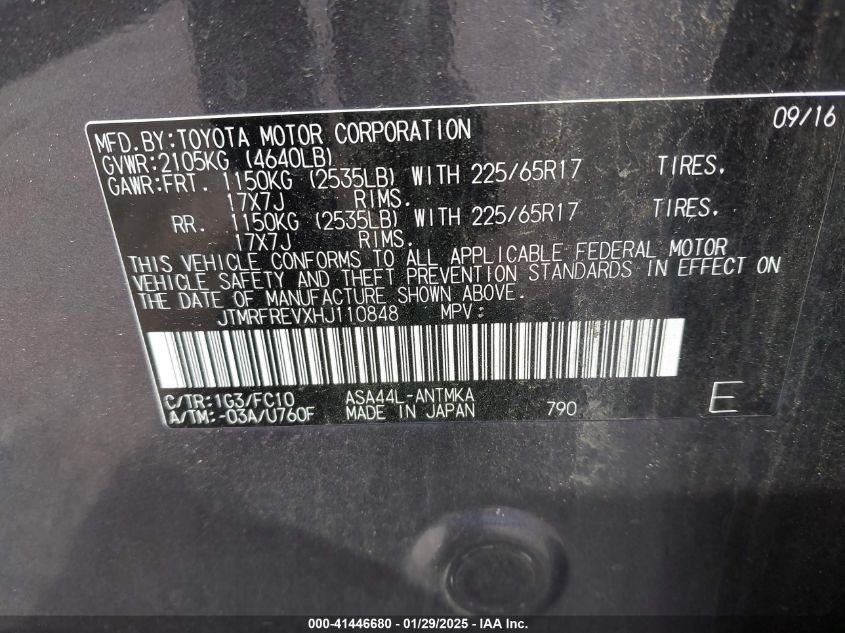 09/16
MFD.BY:TOYOTA MOTOR CORPORATION
GVWR:2105KG (4640LB)
GAWR:FRT. 1150KG (2535LB) WITH 225/65R17 TIRES,
17X7J RIMS.
RR. 1150KG (2535LB) WITH 225/65R17 TIRES,
17X7J RIMS.
THIS VEHICLE CONFORMS TO ALL APPLICABLE FEDERAL MOTOR
VEHICLE SAFETY AND THEFT PREVENTION STANDARDS IN EFFECT ON
THE DATE OF MANUFACTURE SHOWN ABOVE.
JTMRFREVXHJ110848 MPV:
C/TR:1G3/FC10 ASA44L-ANTMKA
A/TM:-03A/U760F MADE IN JAPAN 790 E
000-41446680 - 01/29/2025 - IAA Inc.